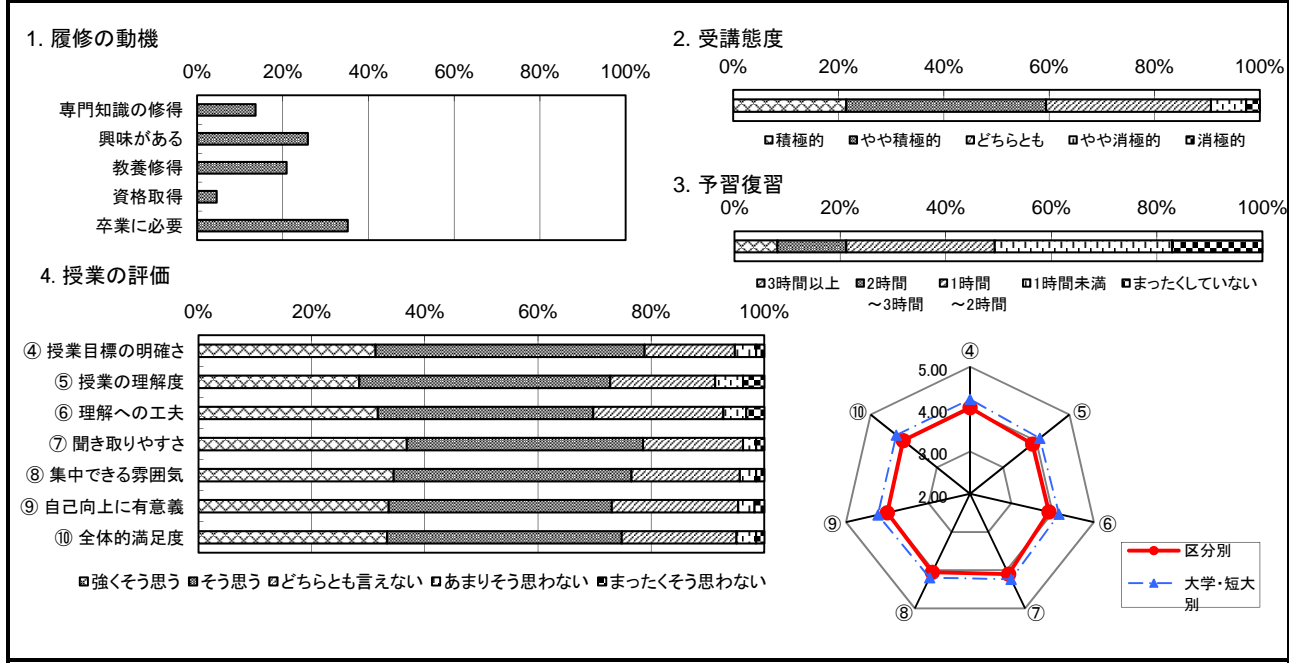 1. 履修の動機
0% 20% 40% 60% 80% 100%
専門知識の修得
興味がある
教養修得
資格取得
卒業に必要
2. 受講態度
0% 20% 40% 60% 80% 100%
積極的 やや積極的 どちらとも やや消極的 消極的
3. 予習復習
0% 20% 40% 60% 80% 100%
3時間以上 2時間 1時間 1時間未満 まったくしていない
～3時間 ～2時間
4. 授業の評価
0% 20% 40% 60% 80% 100%
④ 授業目標の明確さ
⑤ 授業の理解度
⑥ 理解への工夫
⑦ 聞き取りやすさ
⑧ 集中できる雰囲気
⑨ 自己向上に有意義
⑩ 全体的満足度
強くそう思う そう思う どちらとも言えない あまりそう思わない まったくそう思わない
④
5.00
⑩ ⑤
4.00
3.00
2.00
⑨ ⑥
⑧ ⑦
区分別
大学・短大
別